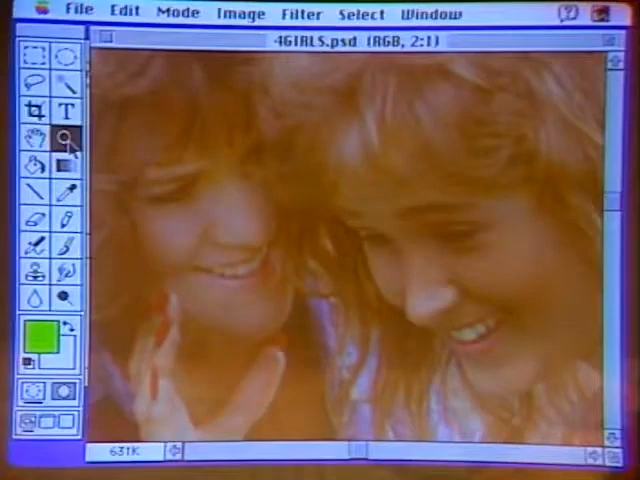 File Edit Mode Image Filter Select Window
4GIRLS.psd (RGB, 2:1)
T
631K